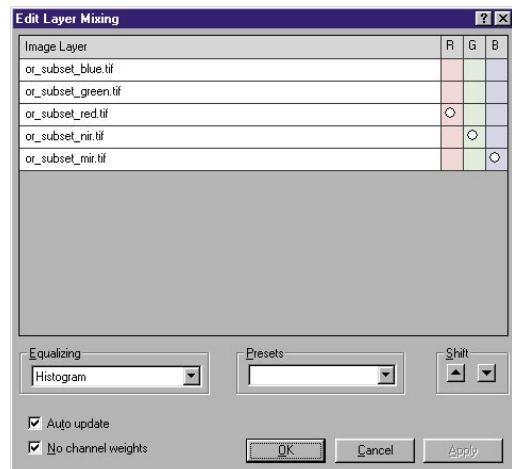 Edit Layer Mixing
Image Layer R G B
or_subset_blue.tif
or_subset_green.tif
or_subset_red.tif
or_subset_nir.tif
or_subset_mir.tif
Equalizing Presets Shift
Histogram
Auto update
No channel weights OK Cancel Apply